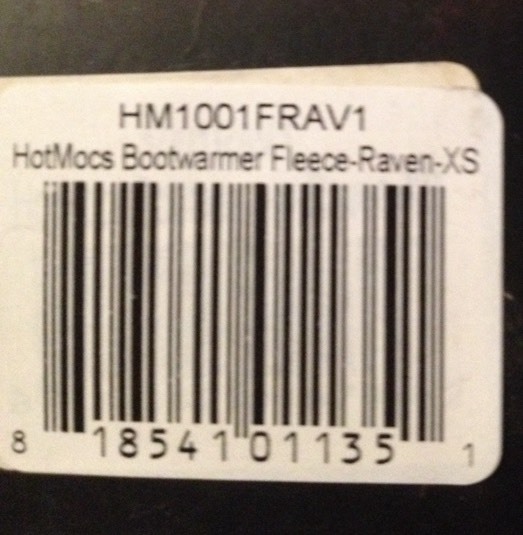 HM1001FRAV1
HotMocs Bootwarmer Fleece-Raven-XS
8 18541 01135 1